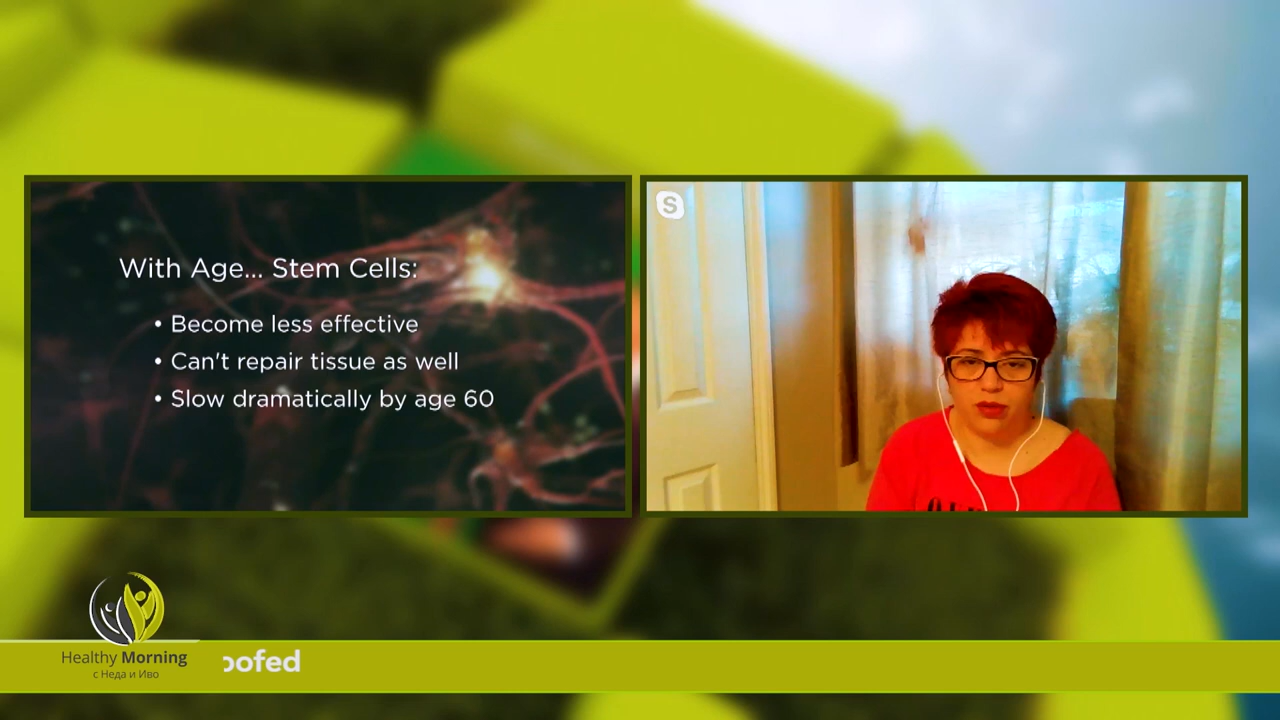 With Age... Stem Cells:
• Become less effective
• Can't repair tissue as well
• Slow dramatically by age 60
S
Healthy Morning
с Неда и Иво
oofed